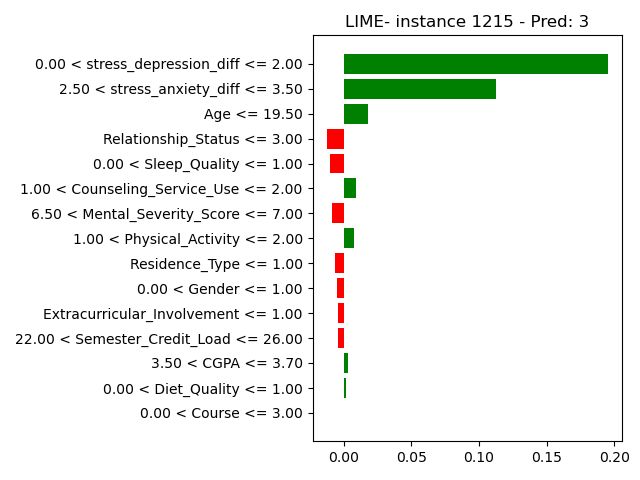 LIME- instance 1215 - Pred: 3
0.00 < stress_depression_diff <= 2.00
2.50 < stress_anxiety_diff <= 3.50
Age <= 19.50
Relationship_Status <= 3.00
0.00 < Sleep_Quality <= 1.00
1.00 < Counseling_Service_Use <= 2.00
6.50 < Mental_Severity_Score <= 7.00
1.00 < Physical_Activity <= 2.00
Residence_Type <= 1.00
0.00 < Gender <= 1.00
Extracurricular_Involvement <= 1.00
22.00 < Semester_Credit_Load <= 26.00
3.50 < CGPA <= 3.70
0.00 < Diet_Quality <= 1.00
0.00 < Course <= 3.00
0.00 0.05 0.10 0.15 0.20